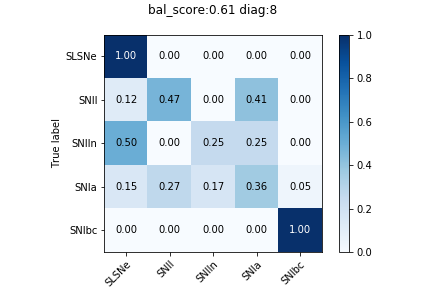 bal_score:0.61 diag:8
True label
SLSNe 1.00 0.00 0.00 0.00 0.00
SNII 0.12 0.47 0.00 0.41 0.00
SNIIn 0.50 0.00 0.25 0.25 0.00
SNIa 0.15 0.27 0.17 0.36 0.05
SNIbc 0.00 0.00 0.00 0.00 1.00
SLSNe SNII SNIIn SNIa SNIbc
1.0
0.8
0.6
0.4
0.2
0.0